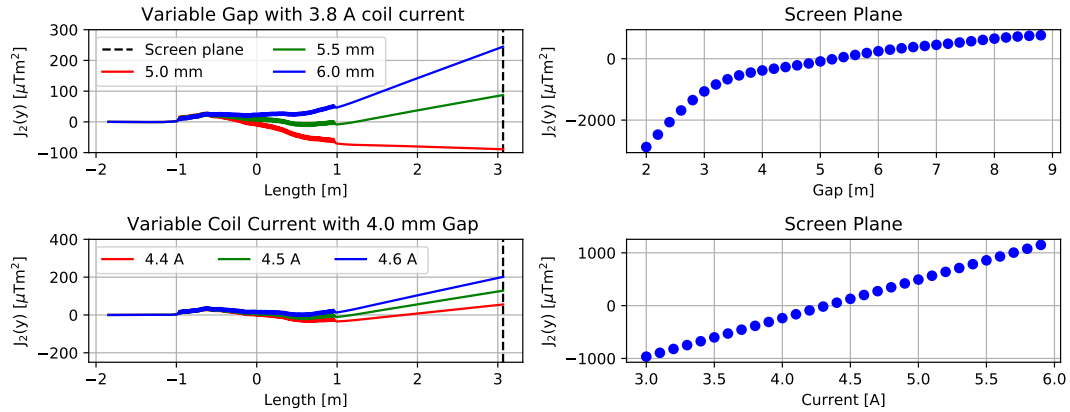 Variable Gap with 3.8 A coil current
J₂(y) [μTm²]
300
200
100
0
−100
Screen plane
5.0 mm
5.5 mm
6.0 mm
−2 −1 0 1 2 3
Length [m]
Screen Plane
J₂(y) [μTm²]
0
−2000
2 3 4 5 6 7 8 9
Gap [m]
Variable Coil Current with 4.0 mm Gap
J₂(y) [μTm²]
400
200
0
−200
4.4 A 4.5 A 4.6 A
−2 −1 0 1 2 3
Length [m]
Screen Plane
J₂(y) [μTm²]
1000
0
−1000
3.0 3.5 4.0 4.5 5.0 5.5 6.0
Current [A]